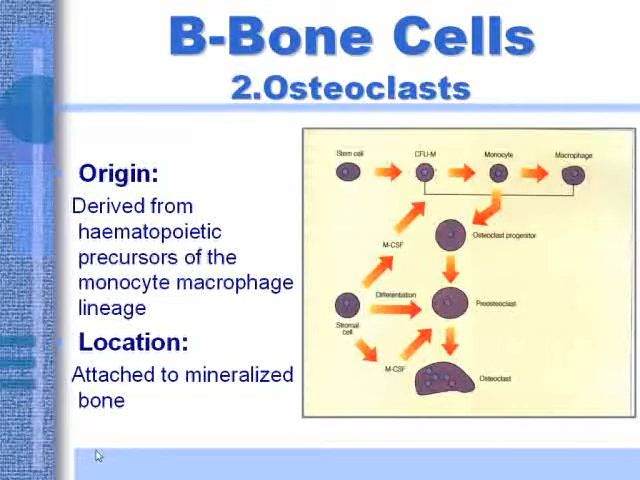 B-Bone Cells
2.Osteoclasts
Origin:
Derived from
haematopoietic
precursors of the
monocyte macrophage
lineage
Location:
Attached to mineralized
bone
Stem cell
CFU-M
Monocyte
Macrophage
Osteoclast progenitor
M-CSF
Differentiation
Preosteoclast
Stromal
cell
M-CSF
Osteoclast